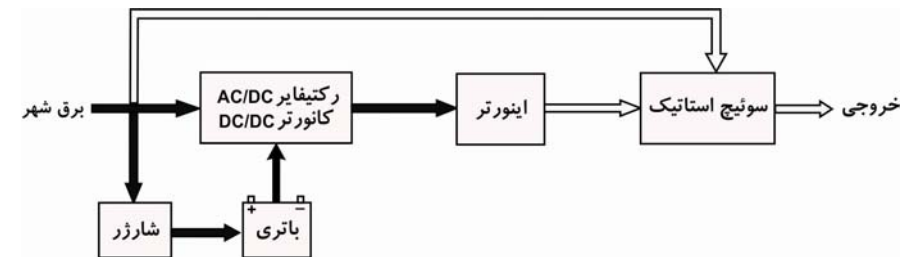 برق شهر
رکتیفایر AC/DC
کانورتر DC/DC
اینورتر
سوئیچ استاتیک
خروجی
شارژر
+ −
باتری